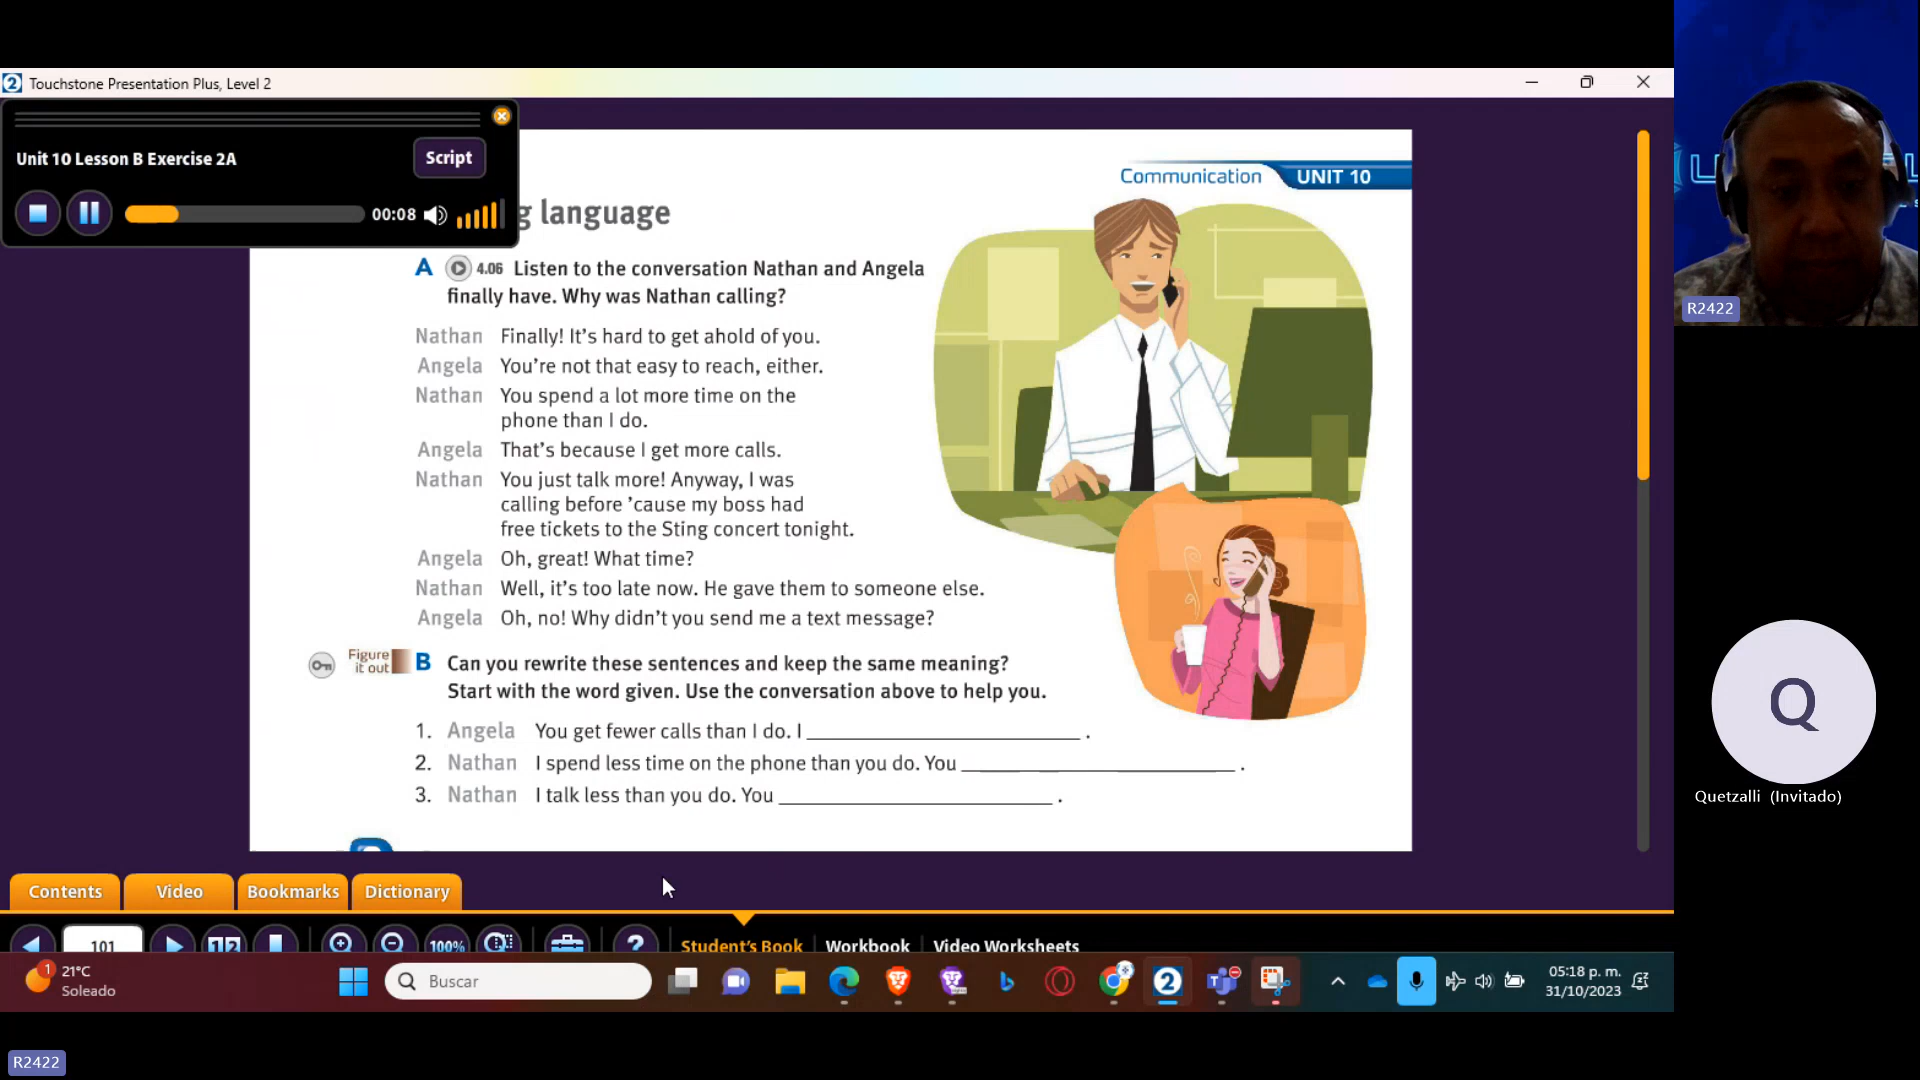 Touchstone Presentation Plus, Level 2
Unit 10 Lesson B Exercise 2A
Script
00:08
Communication UNIT 10
g language
A 4.06 Listen to the conversation Nathan and Angela
finally have. Why was Nathan calling?
Nathan Finally! It's hard to get ahold of you.
Angela You're not that easy to reach, either.
Nathan You spend a lot more time on the
phone than I do.
Angela That's because I get more calls.
Nathan You just talk more! Anyway, I was
calling before 'cause my boss had
free tickets to the Sting concert tonight.
Angela Oh, great! What time?
Nathan Well, it's too late now. He gave them to someone else.
Angela Oh, no! Why didn't you send me a text message?
Figure
it out
B Can you rewrite these sentences and keep the same meaning?
Start with the word given. Use the conversation above to help you.
1. Angela You get fewer calls than I do. I ________ .
2. Nathan I spend less time on the phone than you do. You ________ .
3. Nathan I talk less than you do. You ________ .
Contents Video Bookmarks Dictionary
101 12 100% ? Student's Book Workbook Video Worksheets
1 21°C
Soleado
Buscar
05:18 p. m.
31/10/2023
R2422
Q
Quetzalli (Invitado)
R2422